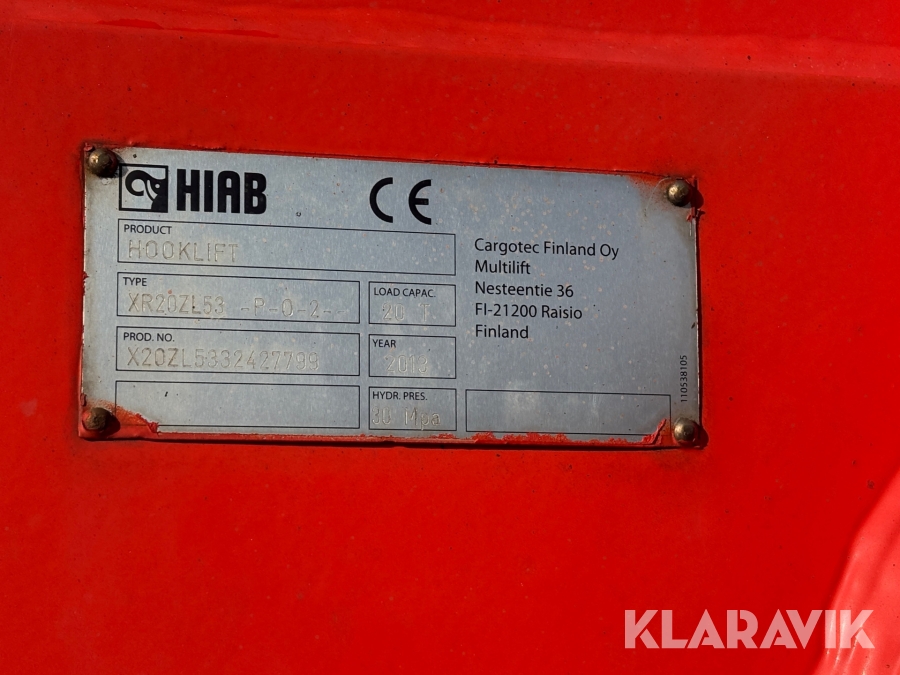 HIAB
CE
PRODUCT
HOOKLIFT
TYPE
XR20ZL53 -P-0-2--
LOAD CAPAC.
20 T
PROD. NO.
X20ZL5332427799
YEAR
2013
HYDR. PRES.
30 Mpa
Cargotec Finland Oy
Multilift
Nesteentie 36
FI-21200 Raisio
Finland
110538105
KLARAVIK